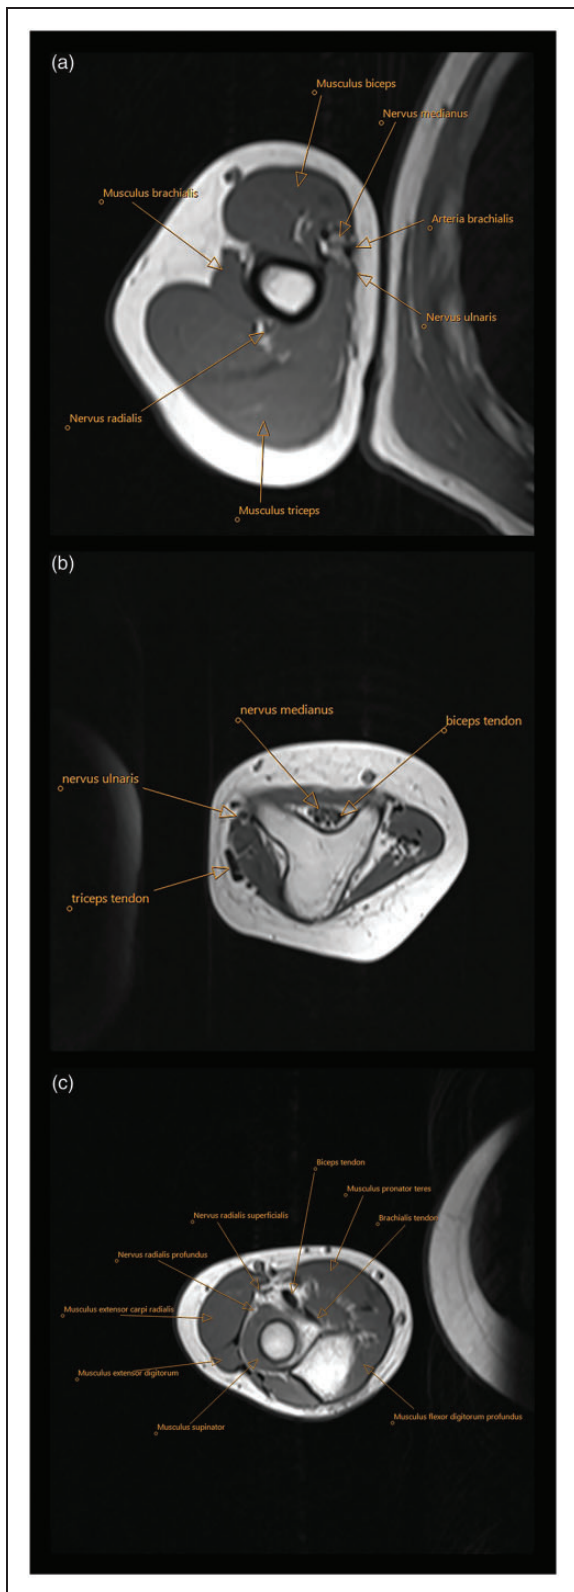 (a)
Musculus biceps
Nervus medianus
Musculus brachialis
Arteria brachialis
Nervus ulnaris
Nervus radialis
Musculus triceps
(b)
nervus medianus
biceps tendon
nervus ulnaris
triceps tendon
(c)
Biceps tendon
Musculus pronator teres
Nervus radialis superficialis
Brachialis tendon
Nervus radialis profundus
Musculus extensor carpi radialis
Musculus extensor digitorum
Musculus flexor digitorum profundus
Musculus supinator